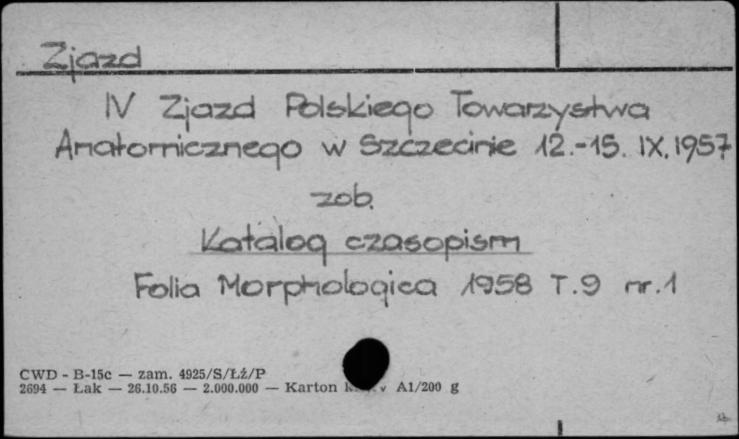 Zjazd
IV Zjazd Polskiego Towarzystwa
Anatomicznego w Szczecinie 12.-15. IX. 1957
zob.
Katalog czasopism
Folia Morphologica 1958 T.9 nr.1
CWD - B-15c — zam. 4925/S/Łź/P
2694 — Łak — 26.10.56 — 2.000.000 — Karton A1/200 g